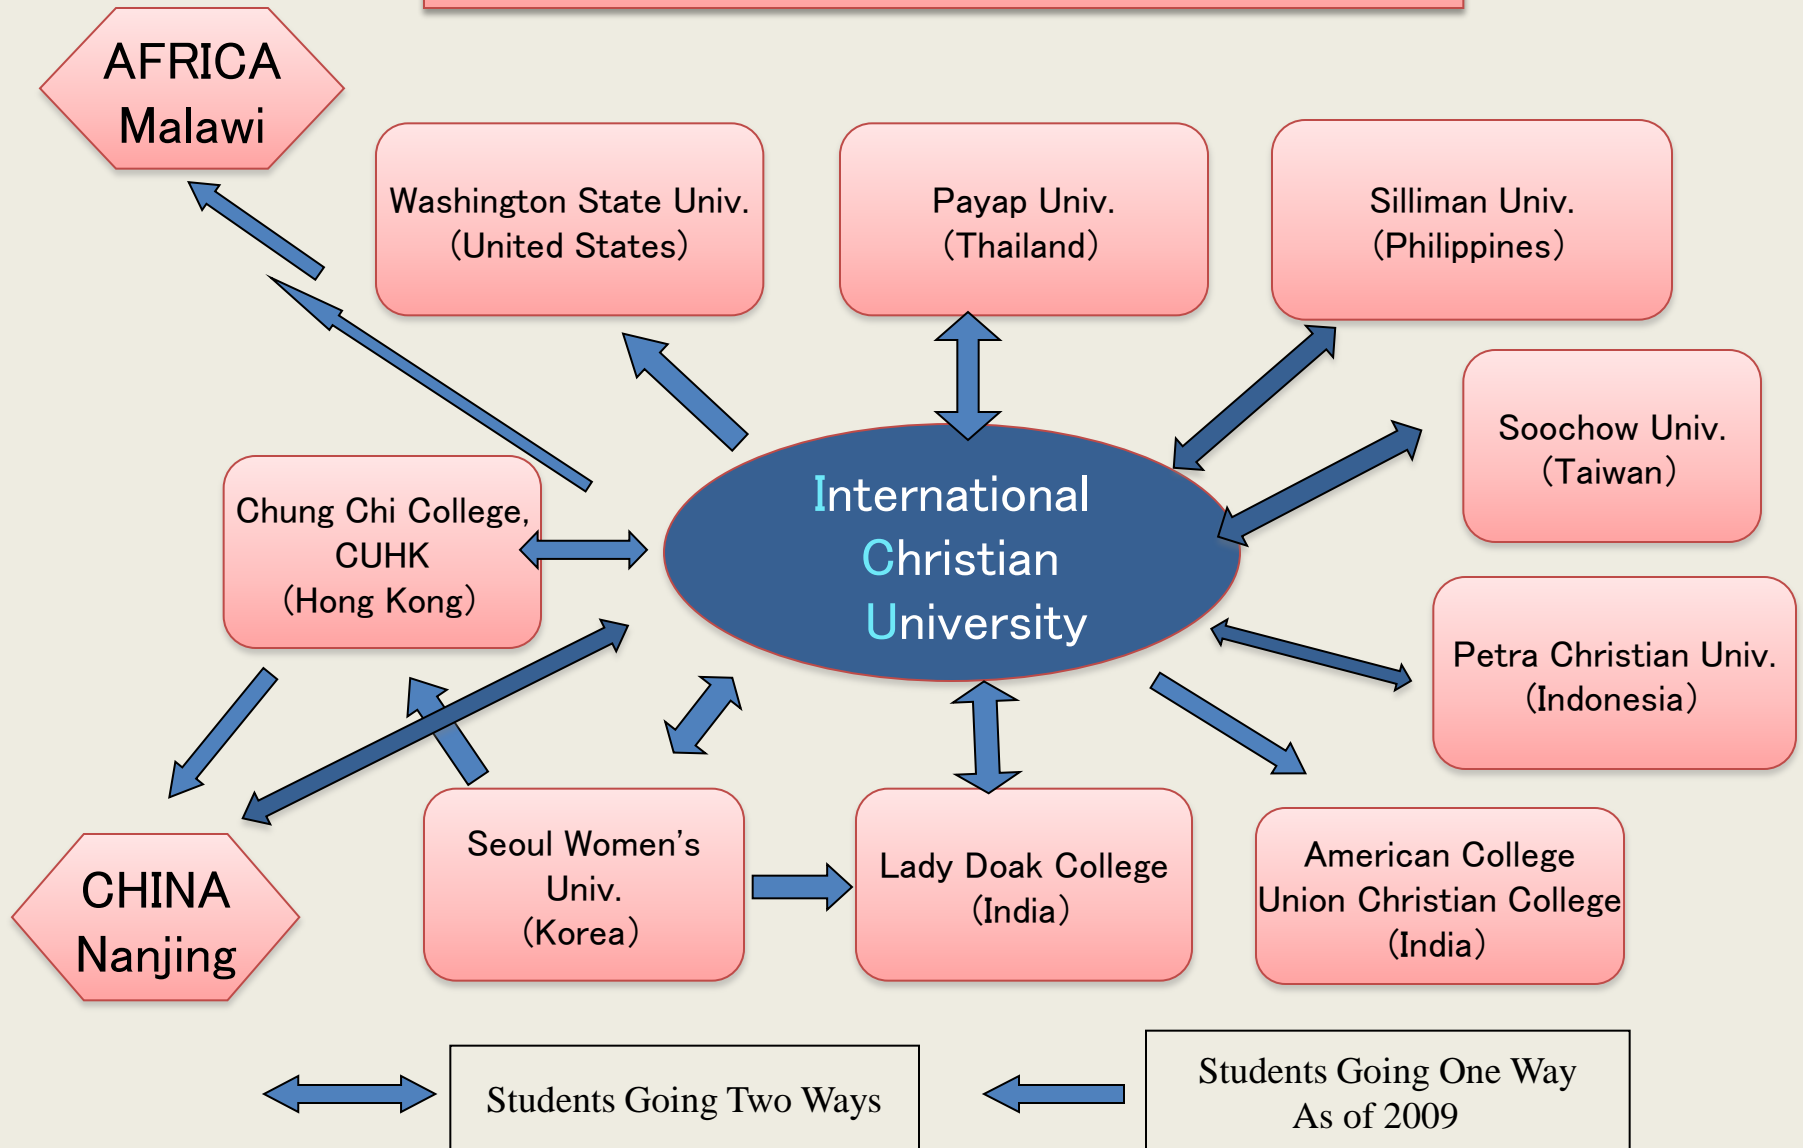 AFRICA
Malawi
Washington State Univ.
(United States)
Payap Univ.
(Thailand)
Silliman Univ.
(Philippines)
Soochow Univ.
(Taiwan)
Chung Chi College,
CUHK
(Hong Kong)
International
Christian
University
Petra Christian Univ.
(Indonesia)
CHINA
Nanjing
Seoul Women’s
Univ.
(Korea)
Lady Doak College
(India)
American College
Union Christian College
(India)
Students Going Two Ways
Students Going One Way
As of 2009